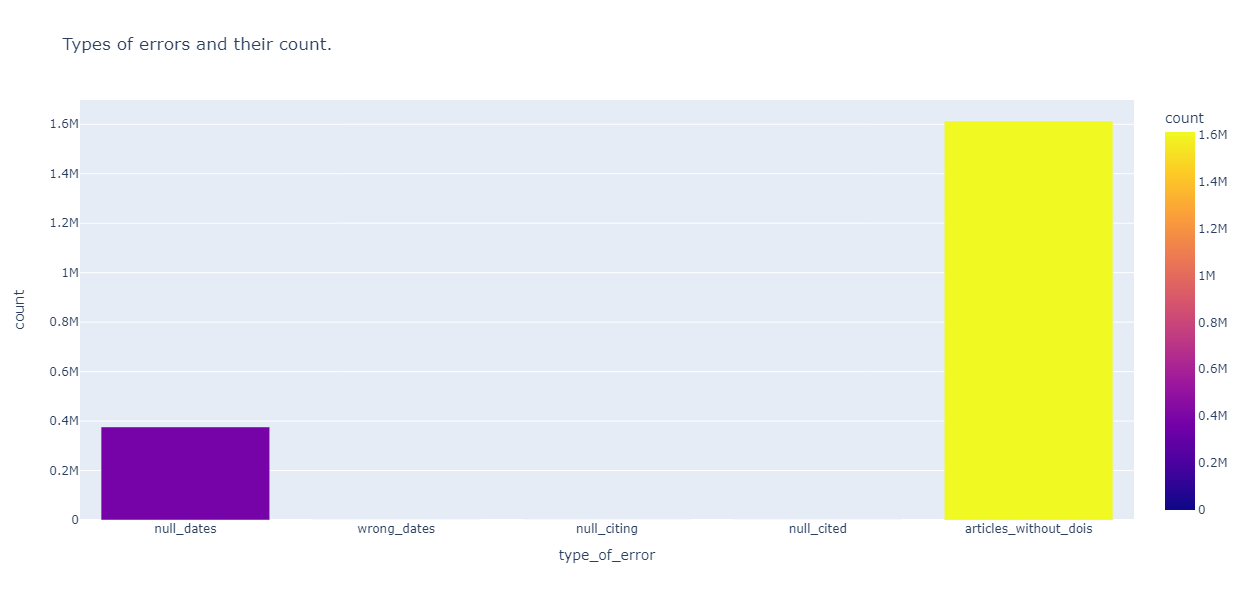 Types of errors and their count.
count
1.6M
1.4M
1.2M
1M
0.8M
0.6M
0.4M
0.2M
0
null_dates
wrong_dates
null_citing
null_cited
articles_without_dois
type_of_error
count
1.6M
1.4M
1.2M
1M
0.8M
0.6M
0.4M
0.2M
0